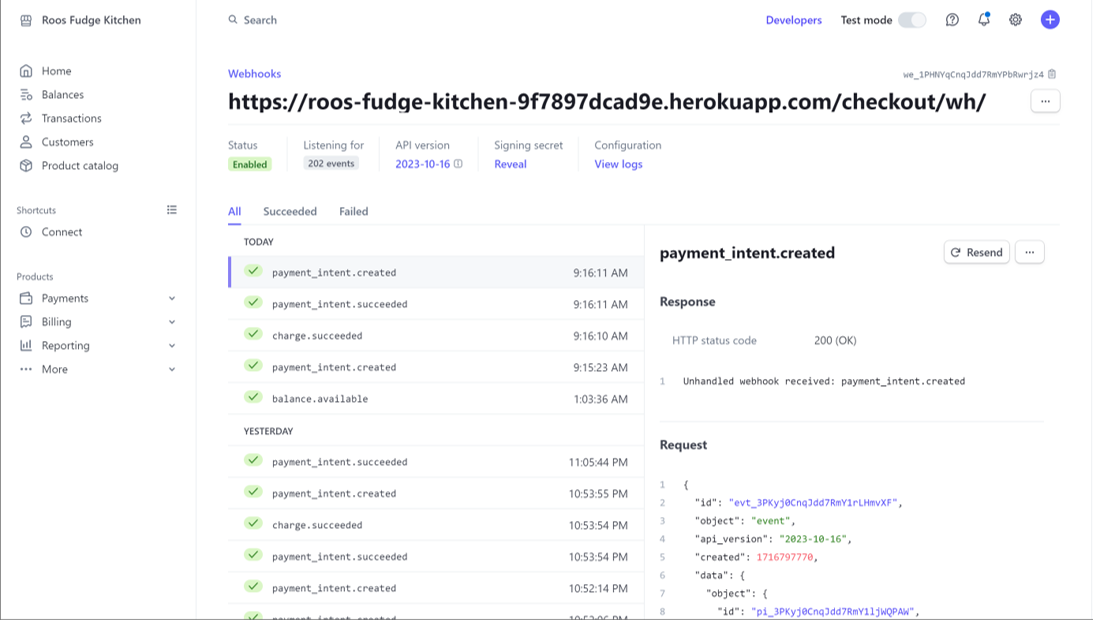 Roos Fudge Kitchen
Search
Developers
Test mode
Home
Balances
Transactions
Customers
Product catalog
Shortcuts
Connect
Products
Payments
Billing
Reporting
More
Webhooks
we_1PHNYqCnqJdd7RmYPbRwrjz4
https://roos-fudge-kitchen-9f7897dcad9e.herokuapp.com/checkout/wh/
Status
Enabled
Listening for
202 events
API version
2023-10-16
Signing secret
Reveal
Configuration
View logs
All Succeeded Failed
TODAY
payment_intent.created 9:16:11 AM
payment_intent.succeeded 9:16:11 AM
charge.succeeded 9:16:10 AM
payment_intent.created 9:15:23 AM
balance.available 1:03:36 AM
YESTERDAY
payment_intent.succeeded 11:05:44 PM
payment_intent.created 10:53:55 PM
charge.succeeded 10:53:54 PM
payment_intent.succeeded 10:53:54 PM
payment_intent.created 10:52:14 PM
payment_intent.created
Resend
Response
HTTP status code 200 (OK)
1 Unhandled webhook received: payment_intent.created
Request
1 {
2 "id": "evt_3PKyj0CnqJdd7RmY1rLHmvXF",
3 "object": "event",
4 "api_version": "2023-10-16",
5 "created": 1716797770,
6 "data": {
7 "object": {
8 "id": "pi_3PKyj0CnqJdd7RmY1ljWQPAW",